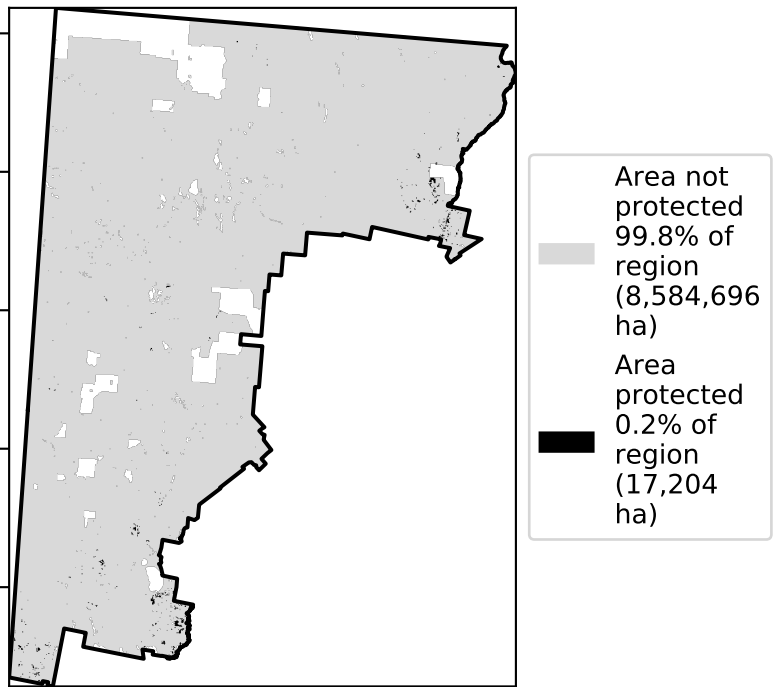 Area not
protected
99.8% of
region
(8,584,696
ha)
Area
protected
0.2% of
region
(17,204
ha)